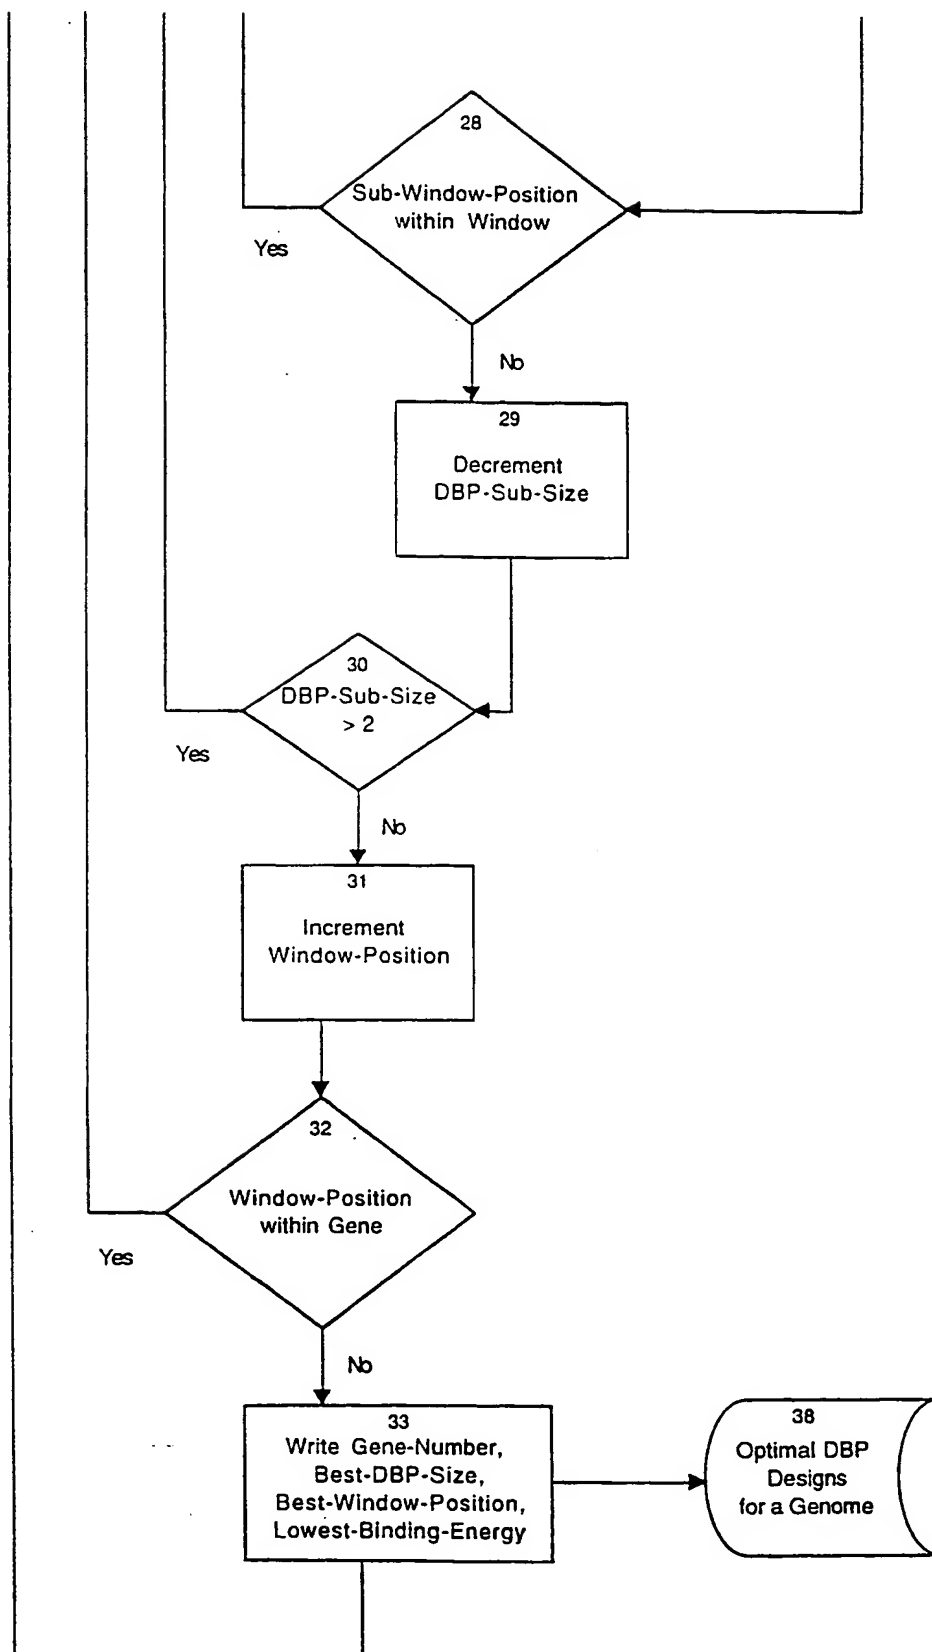 28
Sub-Window-Position
within Window
Yes
No
29
Decrement
DBP-Sub-Size
30
DBP-Sub-Size
> 2
Yes
No
31
Increment
Window-Position
32
Window-Position
within Gene
Yes
No
33
Write Gene-Number,
Best-DBP-Size,
Best-Window-Position,
Lowest-Binding-Energy
38
Optimal DBP
Designs
for a Genome